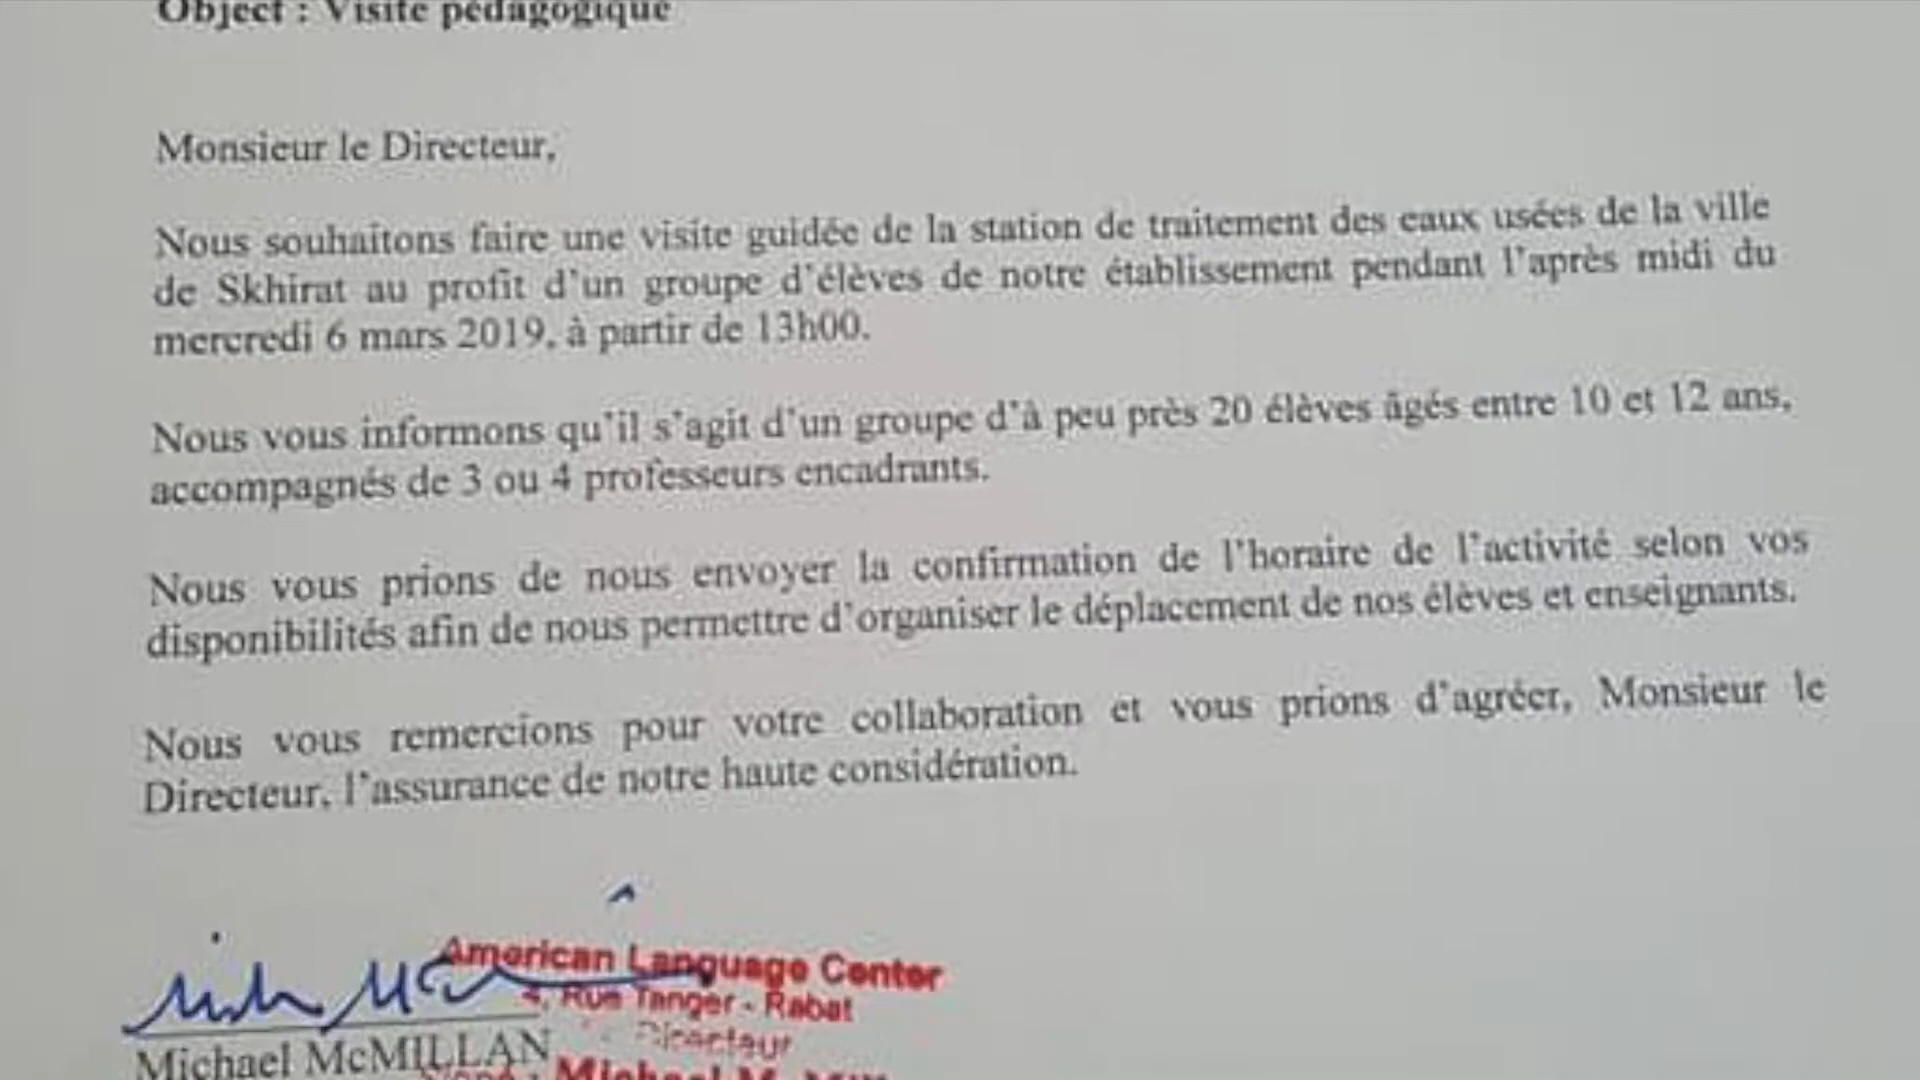 Object : Visite pédagogique
Monsieur le Directeur,
Nous souhaitons faire une visite guidée de la station de traitement des eaux usées de la ville
de Skhirat au profit d'un groupe d'élèves de notre établissement pendant l'après midi du
mercredi 6 mars 2019, à partir de 13h00.
Nous vous informons qu'il s'agit d'un groupe d'à peu près 20 élèves âgés entre 10 et 12 ans,
accompagnés de 3 ou 4 professeurs encadrants.
Nous vous prions de nous envoyer la confirmation de l'horaire de l'activité selon vos
disponibilités afin de nous permettre d'organiser le déplacement de nos élèves et enseignants.
Nous vous remercions pour votre collaboration et vous prions d'agréer, Monsieur le
Directeur, l'assurance de notre haute considération.
American Language Center
4, Rue Tanger - Rabat
Directeur
Michael McMILLAN
Michael